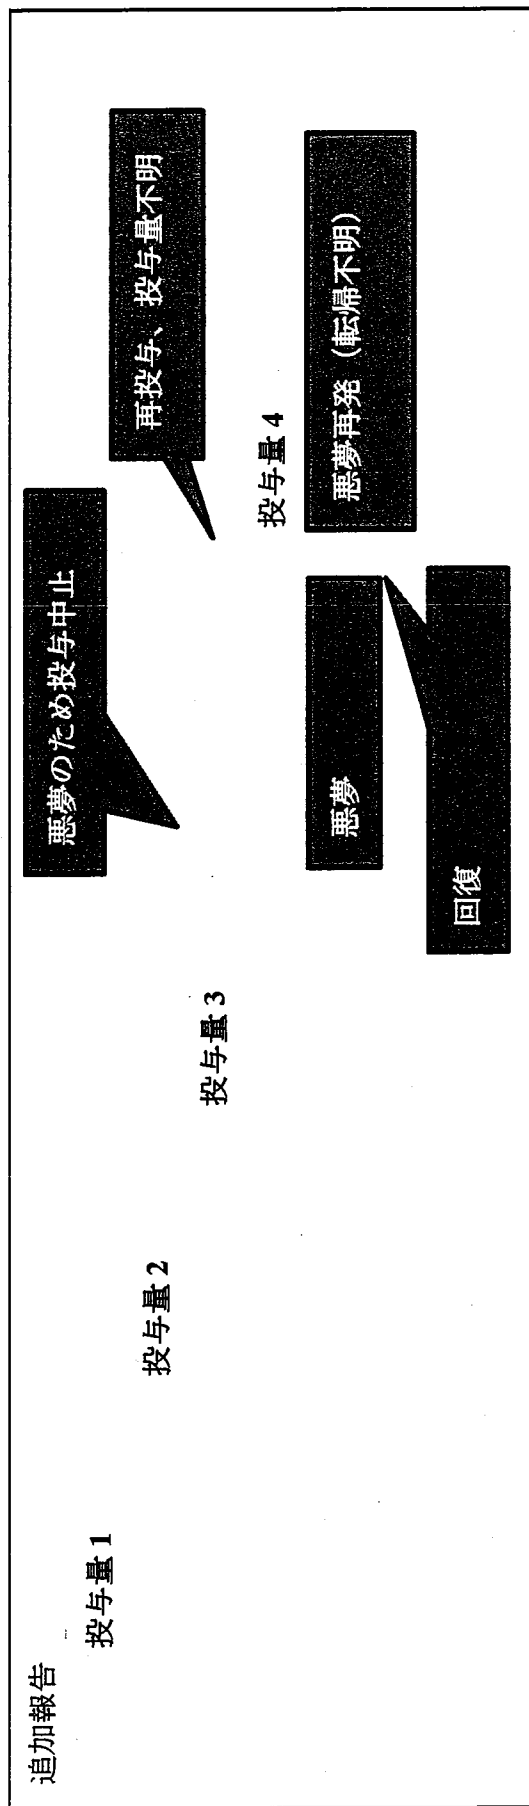 追加報告
投与量1
投与量2
投与量3
悪夢のため投与中止
再投与、投与量不明
投与量4
悪夢
悪夢再発（転帰不明）
回復